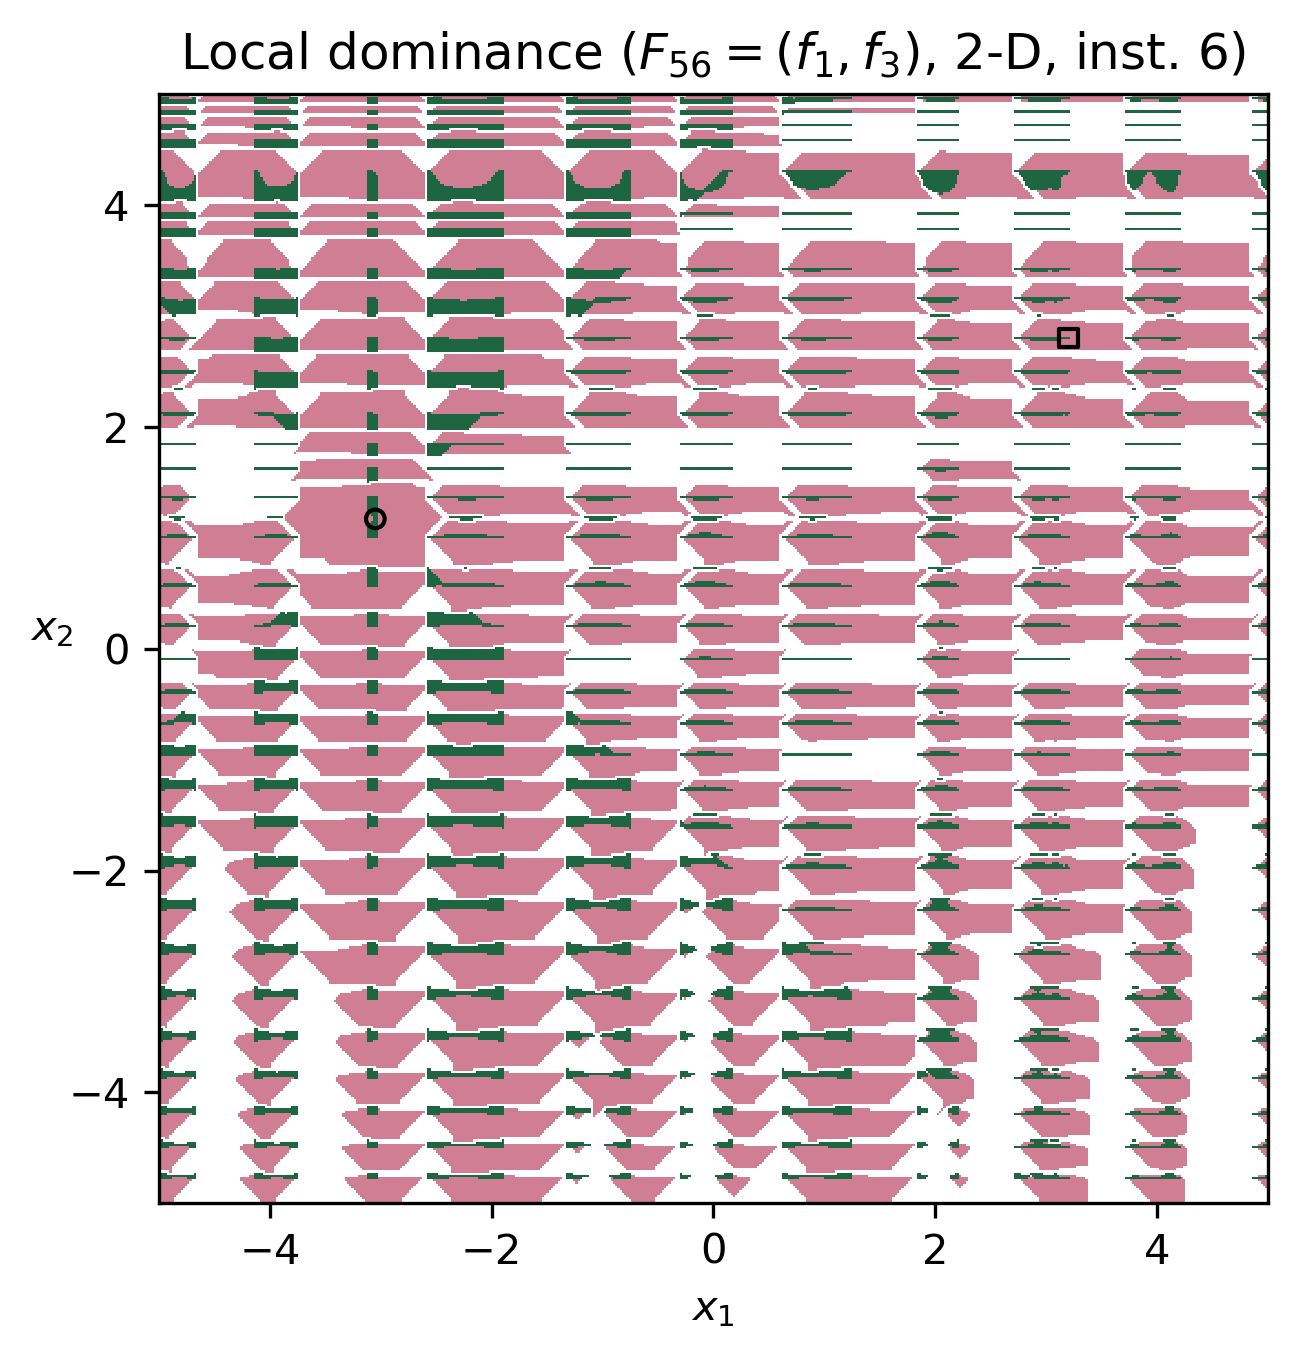 Local dominance (F₅₆ = (f₁, f₃), 2-D, inst. 6)
4
2
x₂
0
−2
−4
−4 −2 0 2 4
x₁